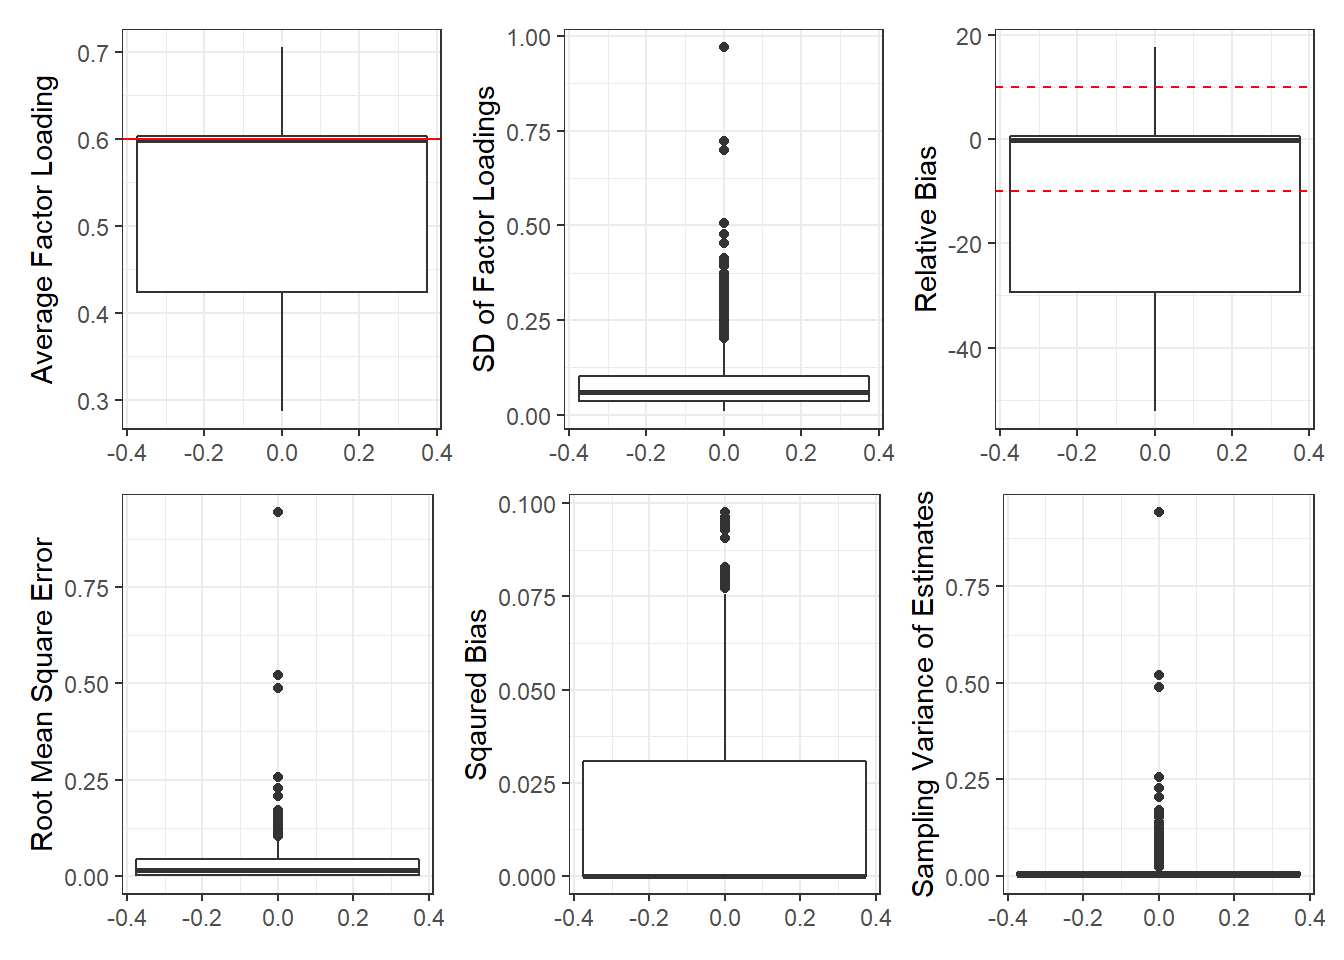 Average Factor Loading
0.7
0.6
0.5
0.4
0.3
-0.4 -0.2 0.0 0.2 0.4
SD of Factor Loadings
1.00
0.75
0.50
0.25
0.00
-0.4 -0.2 0.0 0.2 0.4
Relative Bias
20
0
-20
-40
-0.4 -0.2 0.0 0.2 0.4
Root Mean Square Error
0.75
0.50
0.25
0.00
-0.4 -0.2 0.0 0.2 0.4
Sqaured Bias
0.100
0.075
0.050
0.025
0.000
-0.4 -0.2 0.0 0.2 0.4
Sampling Variance of Estimates
0.75
0.50
0.25
0.00
-0.4 -0.2 0.0 0.2 0.4